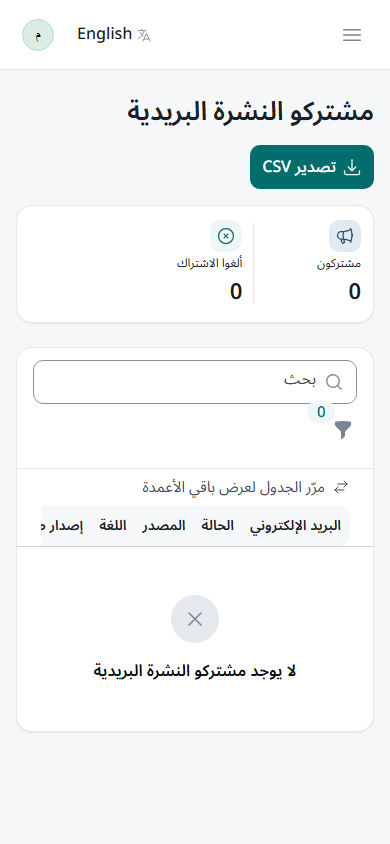 English
م
مشتركو النشرة البريدية
تصدير CSV
مشتركون
0
ألغوا الاشتراك
0
بحث
0
مرّر الجدول لعرض باقي الأعمدة
البريد الإلكتروني الحالة المصدر اللغة إصدار
لا يوجد مشتركو النشرة البريدية